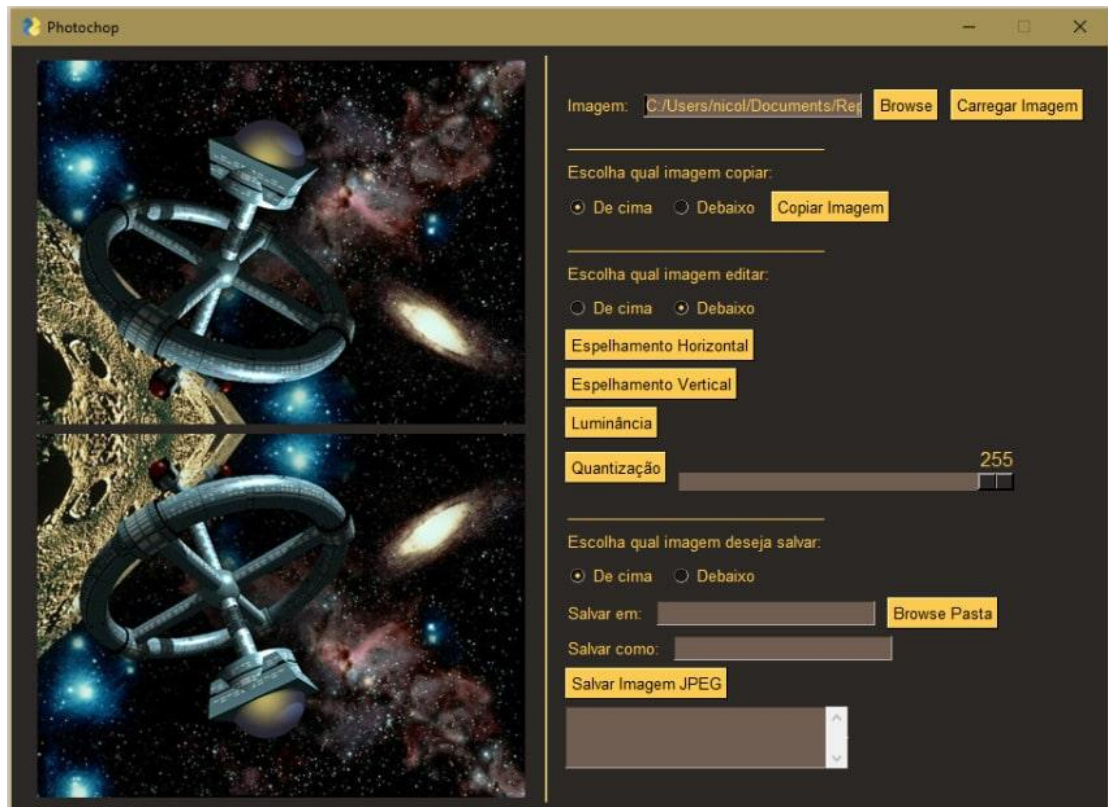 Photochop
Imagem: C:/Users/nicol/Documents/Rep Browse Carregar Imagem
Escolha qual imagem copiar:
De cima Debaixo Copiar Imagem
Escolha qual imagem editar:
De cima Debaixo
Espelhamento Horizontal
Espelhamento Vertical
Luminância
Quantização 255
Escolha qual imagem deseja salvar:
De cima Debaixo
Salvar em: Browse Pasta
Salvar como:
Salvar Imagem JPEG